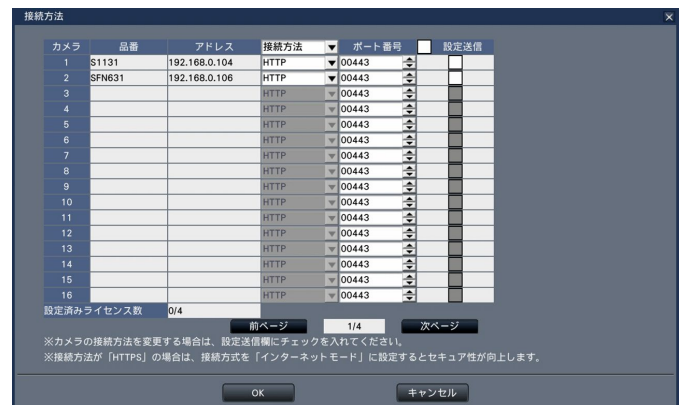 接続方法
カメラ 品番 アドレス 接続方法 ポート番号 設定送信
1 S1131 192.168.0.104 HTTP 00443
2 SFN631 192.168.0.106 HTTP 00443
3 HTTP 00443
4 HTTP 00443
5 HTTP 00443
6 HTTP 00443
7 HTTP 00443
8 HTTP 00443
9 HTTP 00443
10 HTTP 00443
11 HTTP 00443
12 HTTP 00443
13 HTTP 00443
14 HTTP 00443
15 HTTP 00443
16 HTTP 00443
設定済みライセンス数 0/4
前ページ 1/4 次ページ
※カメラの接続方法を変更する場合は、設定送信欄にチェックを入れてください。
※接続方法が「HTTPS」の場合は、接続方式を「インターネットモード」に設定するとセキュア性が向上します。
OK キャンセル